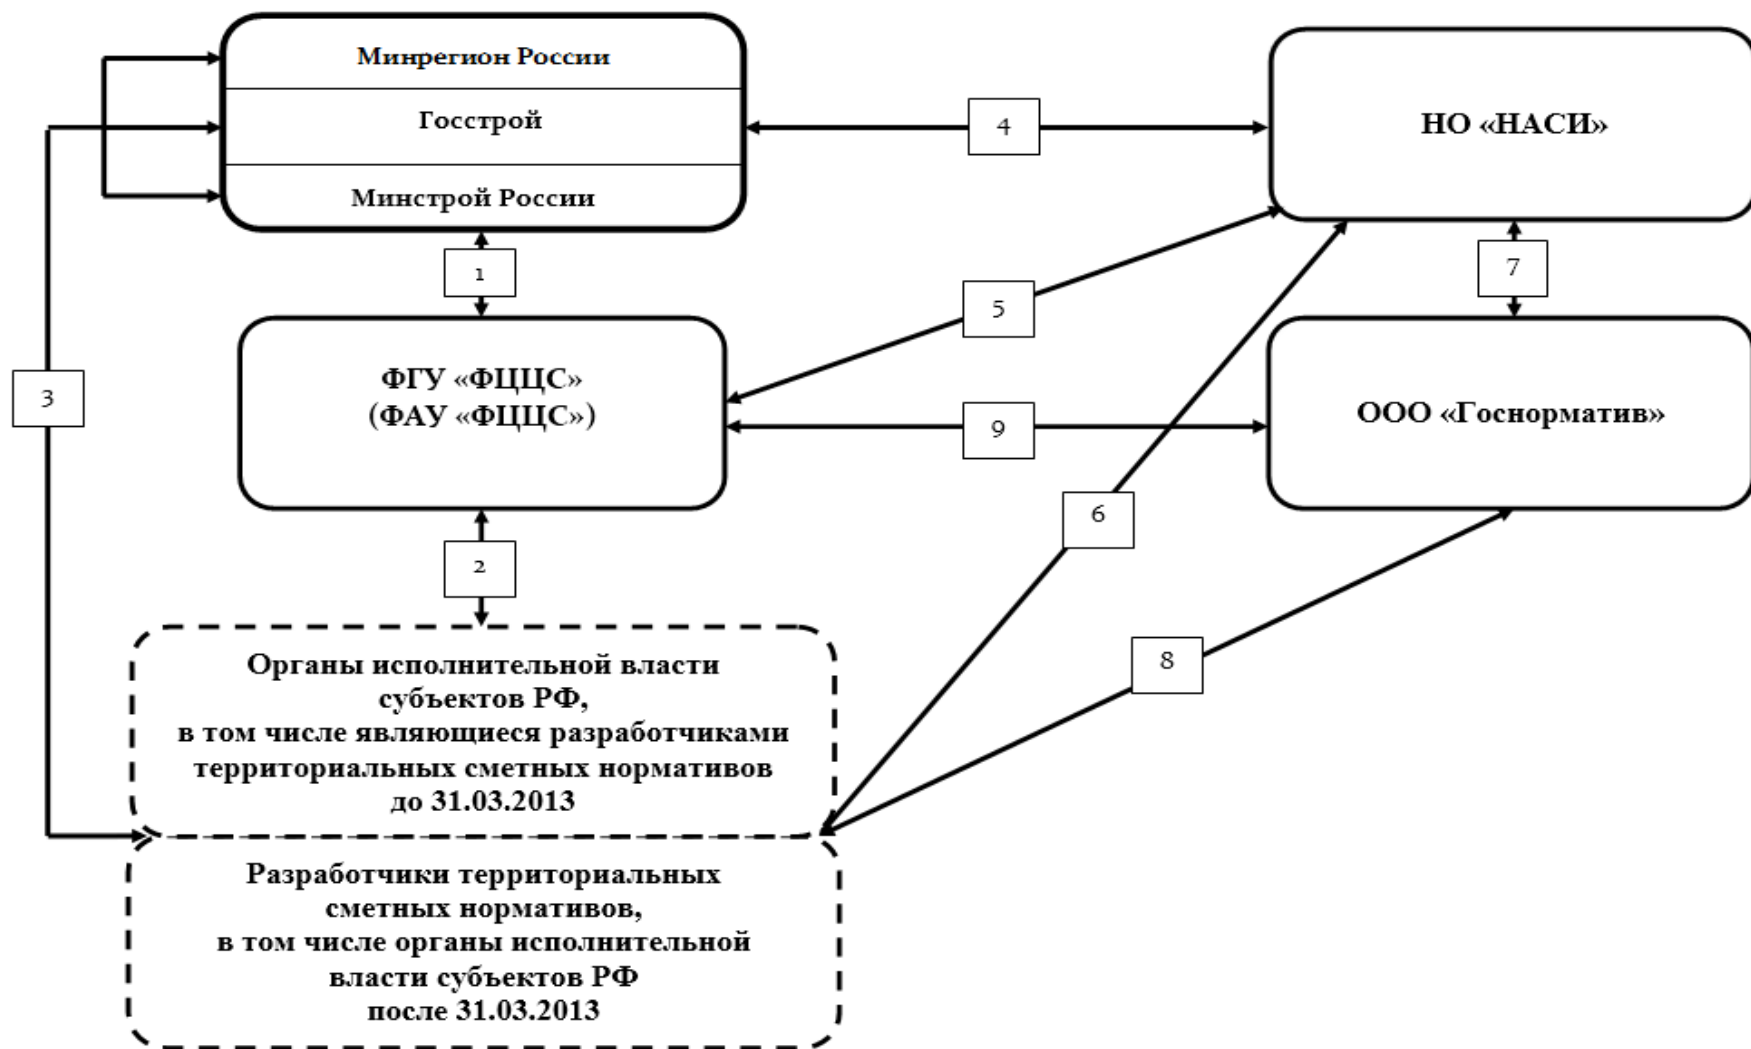 Минрегион России
Госстрой
Минстрой России
4
НО «НАСИ»
1
5
7
3
ФГУ «ФЦЦС»
(ФАУ «ФЦЦС»)
9
ООО «Госнорматив»
6
2
8
Органы исполнительной власти
субъектов РФ,
в том числе являющиеся разработчиками
территориальных сметных нормативов
до 31.03.2013
Разработчики территориальных
сметных нормативов,
в том числе органы исполнительной
власти субъектов РФ
после 31.03.2013